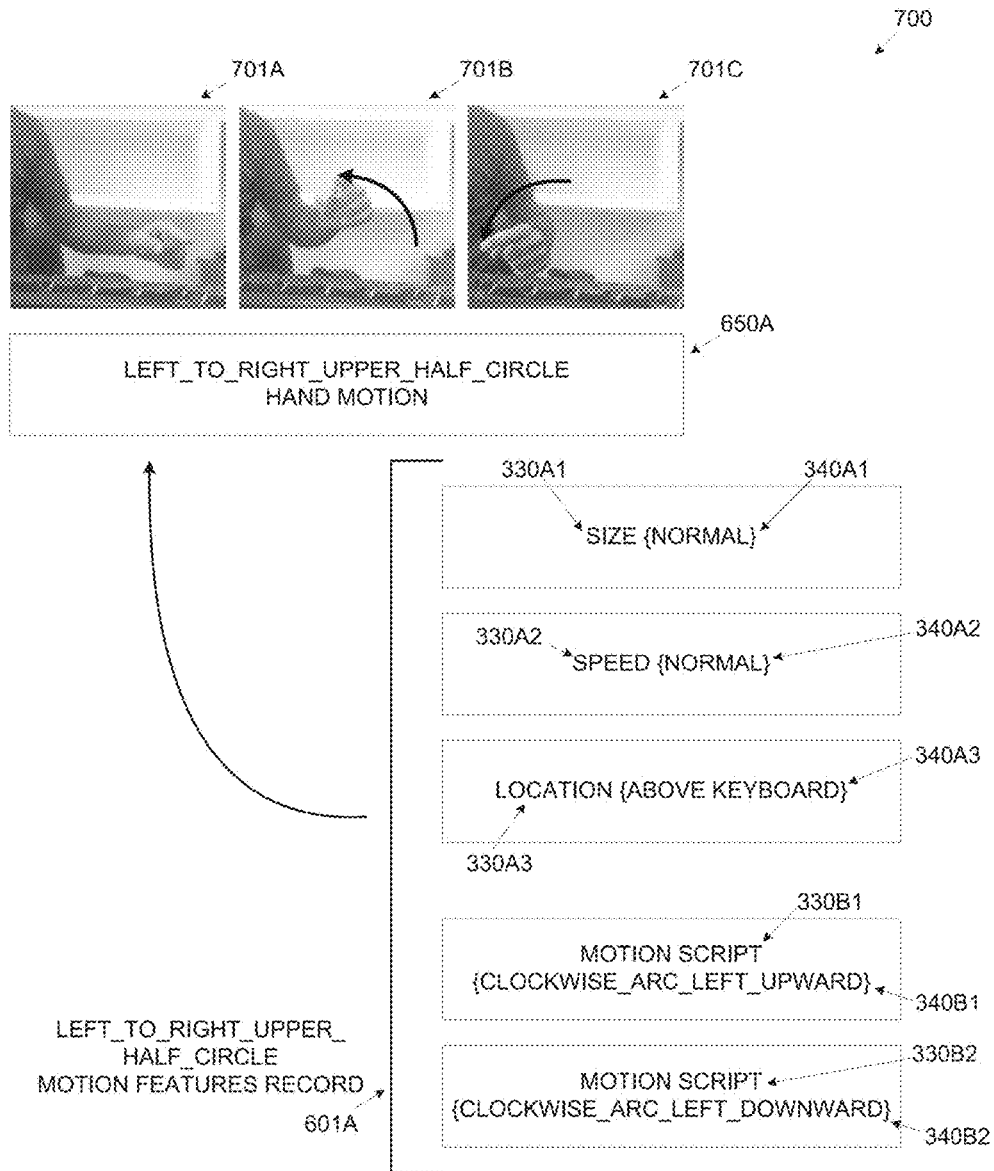 700
701A 701B 701C
650A
LEFT_TO_RIGHT_UPPER_HALF_CIRCLE
HAND MOTION
330A1 340A1
SIZE {NORMAL}
330A2 340A2
SPEED {NORMAL}
340A3
LOCATION {ABOVE KEYBOARD}
330A3
330B1
MOTION SCRIPT
{CLOCKWISE_ARC_LEFT_UPWARD}
340B1
LEFT_TO_RIGHT_UPPER_
HALF_CIRCLE
MOTION FEATURES RECORD
601A
330B2
MOTION SCRIPT
{CLOCKWISE_ARC_LEFT_DOWNWARD}
340B2